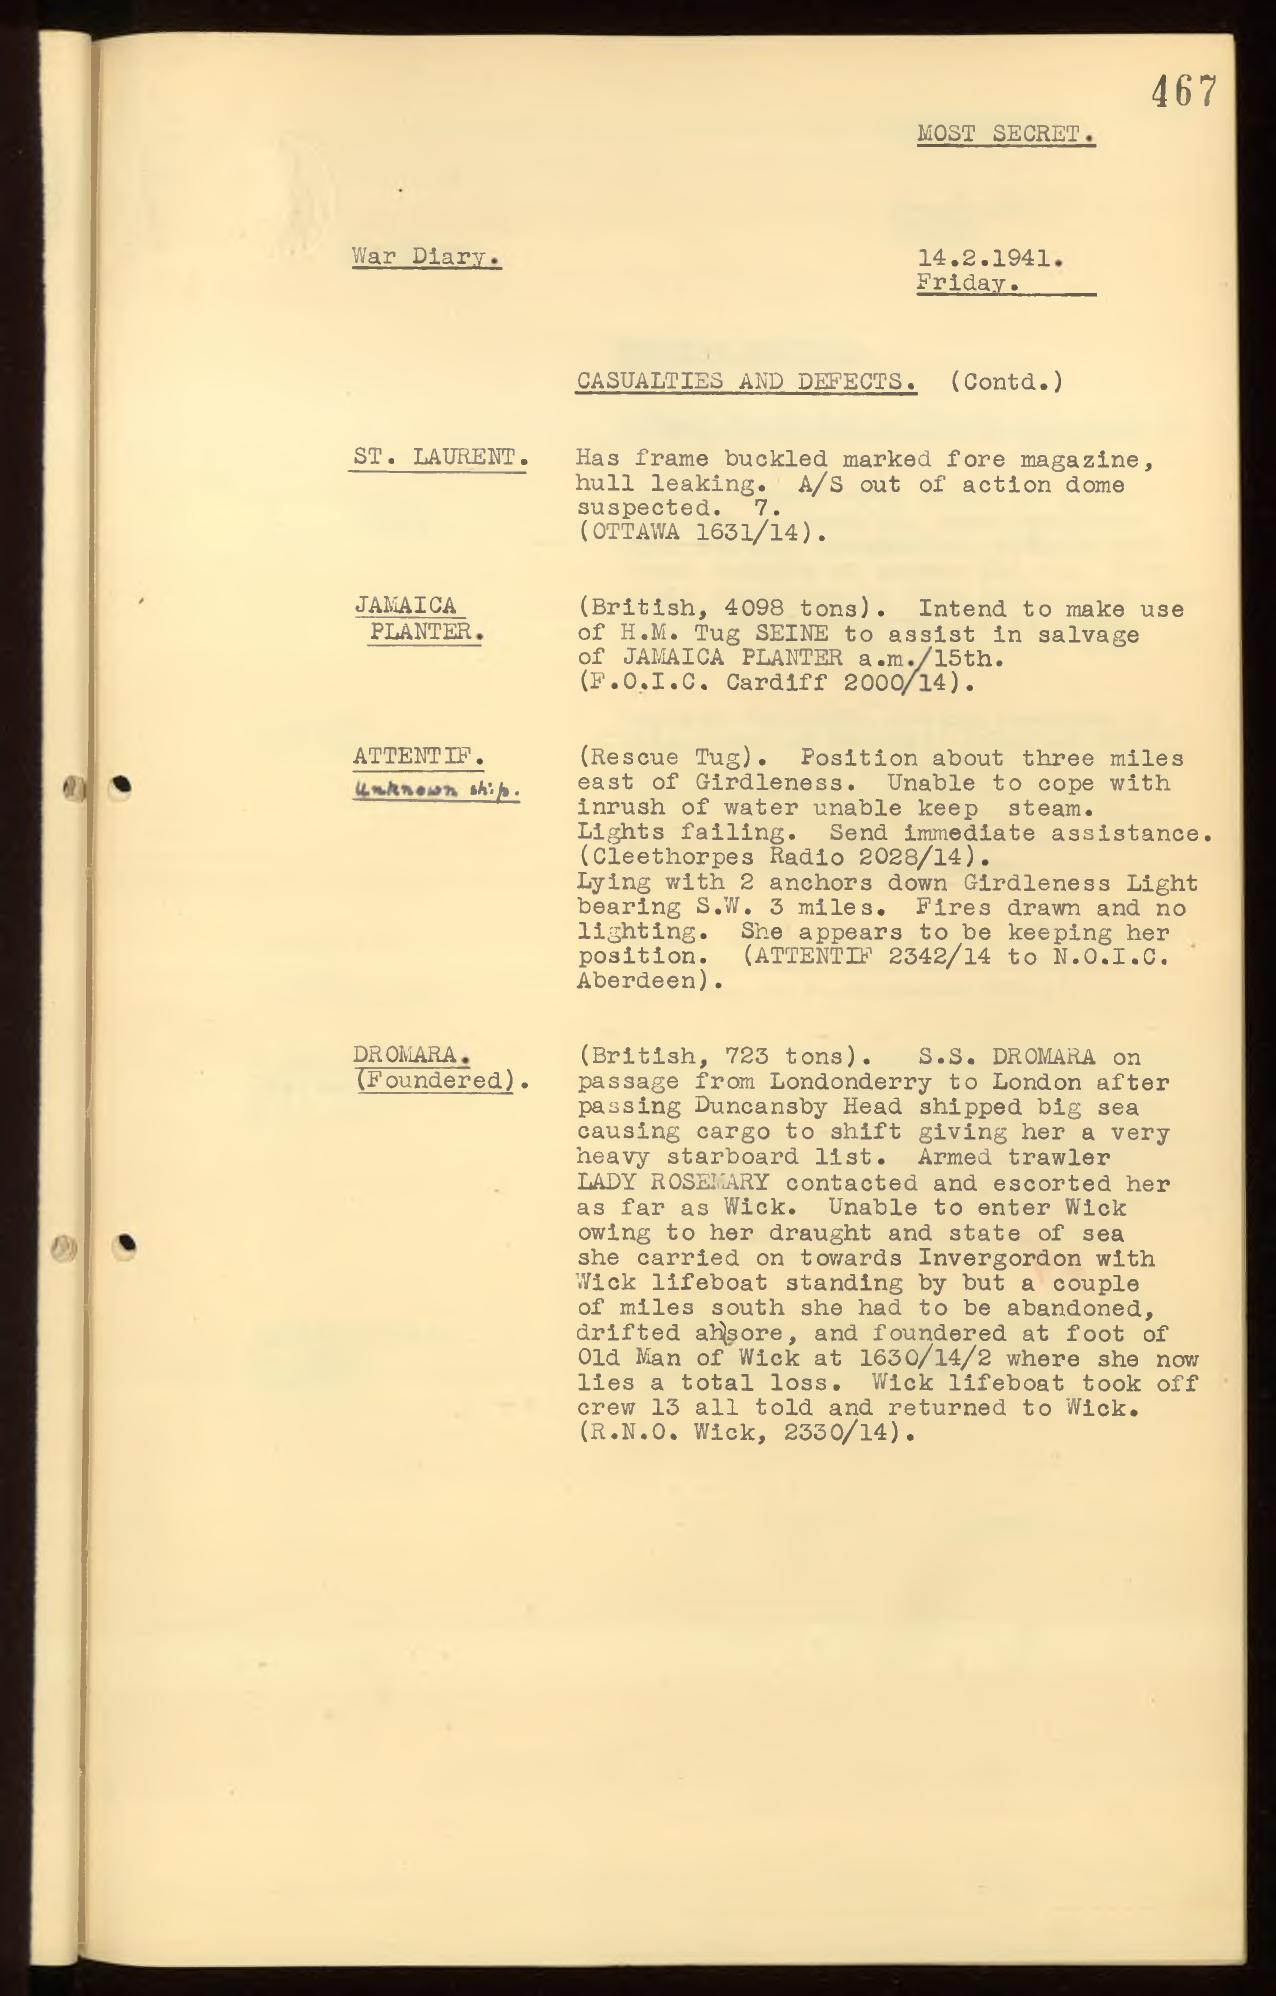 467
MOST SECRET.
War Diary.
14.2.1941.
Friday.
CASUALTIES AND DEFECTS. (Contd.)
ST. LAURENT.
Has frame buckled marked fore magazine,
hull leaking. A/S out of action dome
suspected. 7.
(OTTAWA 1631/14).
JAMAICA
PLANTER.
(British, 4098 tons). Intend to make use
of H.M. Tug SEINE to assist in salvage
of JAMAICA PLANTER a.m./15th.
(F.O.I.C. Cardiff 2000/14).
ATTENTIF.
Unknown ship.
(Rescue Tug). Position about three miles
east of Girdleness. Unable to cope with
inrush of water unable keep steam.
Lights failing. Send immediate assistance.
(Cleethorpes Radio 2028/14).
Lying with 2 anchors down Girdleness Light
bearing S.W. 3 miles. Fires drawn and no
lighting. She appears to be keeping her
position. (ATTENTIF 2342/14 to N.O.I.C.
Aberdeen).
DROMARA.
(Foundered).
(British, 723 tons). S.S. DROMARA on
passage from Londonderry to London after
passing Duncansby Head shipped big sea
causing cargo to shift giving her a very
heavy starboard list. Armed trawler
LADY ROSEMARY contacted and escorted her
as far as Wick. Unable to enter Wick
owing to her draught and state of sea
she carried on towards Invergordon with
Wick lifeboat standing by but a couple
of miles south she had to be abandoned,
drifted ahsore, and foundered at foot of
Old Man of Wick at 1630/14/2 where she now
lies a total loss. Wick lifeboat took off
crew 13 all told and returned to Wick.
(R.N.O. Wick, 2330/14).